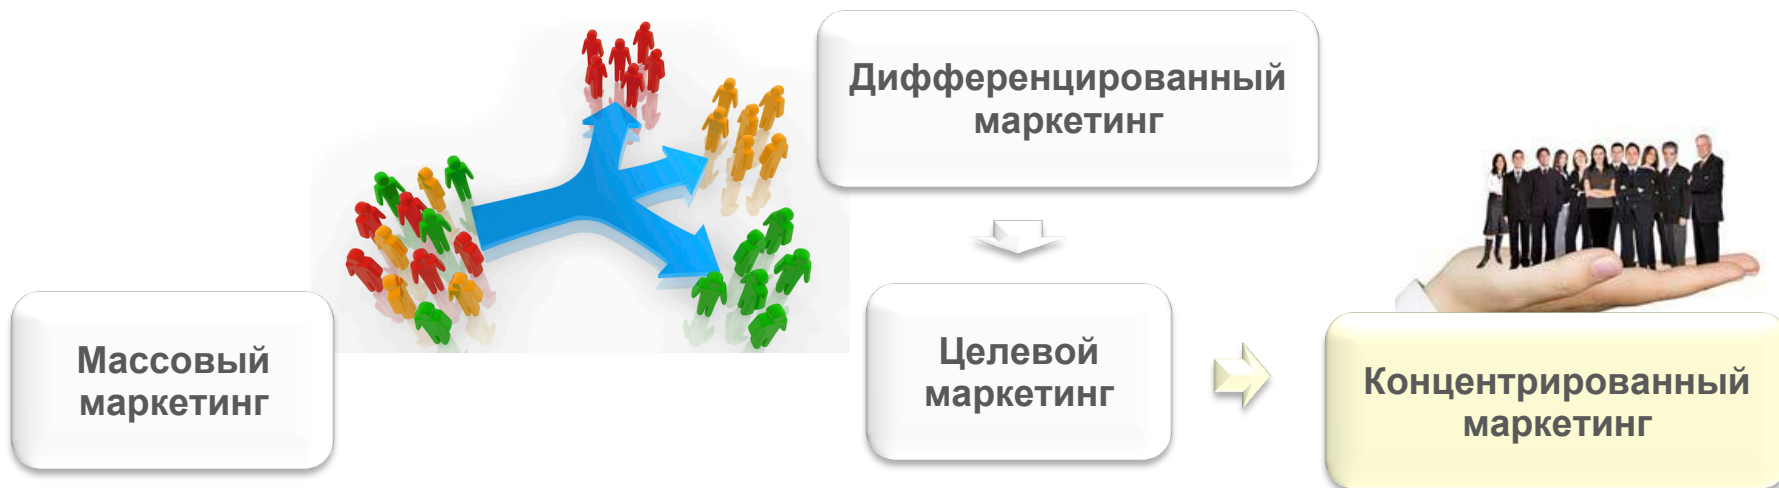 Дифференцированный
маркетинг
Массовый
маркетинг
Целевой
маркетинг
Концентрированный
маркетинг